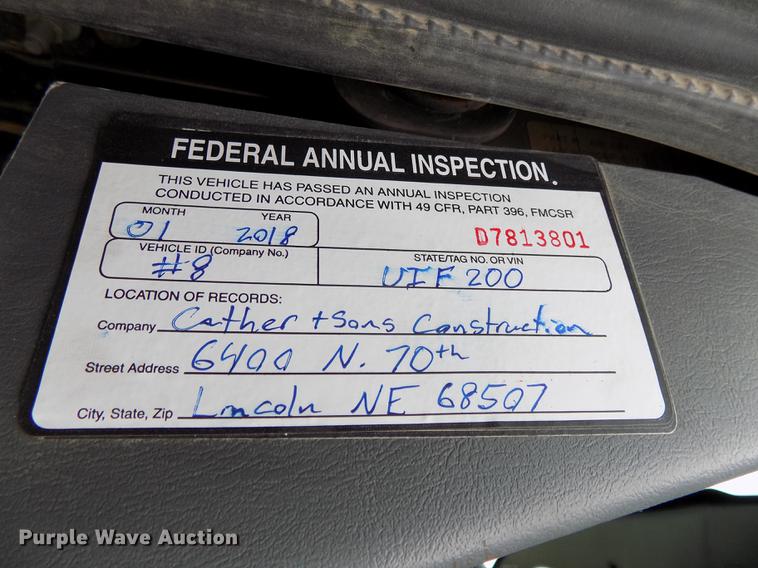 FEDERAL ANNUAL INSPECTION.
THIS VEHICLE HAS PASSED AN ANNUAL INSPECTION
CONDUCTED IN ACCORDANCE WITH 49 CFR, PART 396, FMCSR
MONTH YEAR
01 2018
D7813801
VEHICLE ID (Company No.)
#8
STATE/TAG NO. OR VIN
UIF 200
LOCATION OF RECORDS:
Company Cather + Sons Construction
Street Address 6400 N. 70th
City, State, Zip Lincoln NE 68507
Purple Wave Auction